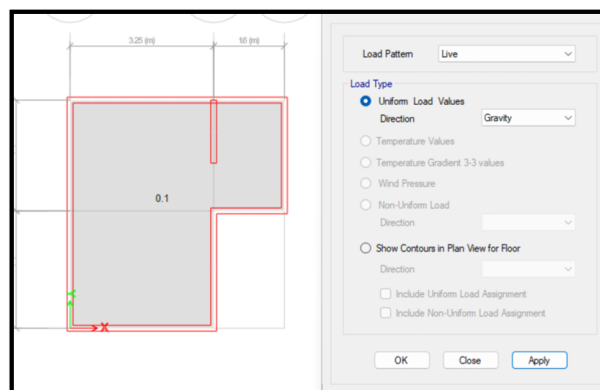 3.25 (m)
1.6 (m)
0.1
Y
X
Load Pattern
Live
Load Type
Uniform Load Values
Direction
Gravity
Temperature Values
Temperature Gradient 3-3 values
Wind Pressure
Non-Uniform Load
Direction
Show Contours in Plan View for Floor
Direction
Include Uniform Load Assignment
Include Non-Uniform Load Assignment
OK Close Apply